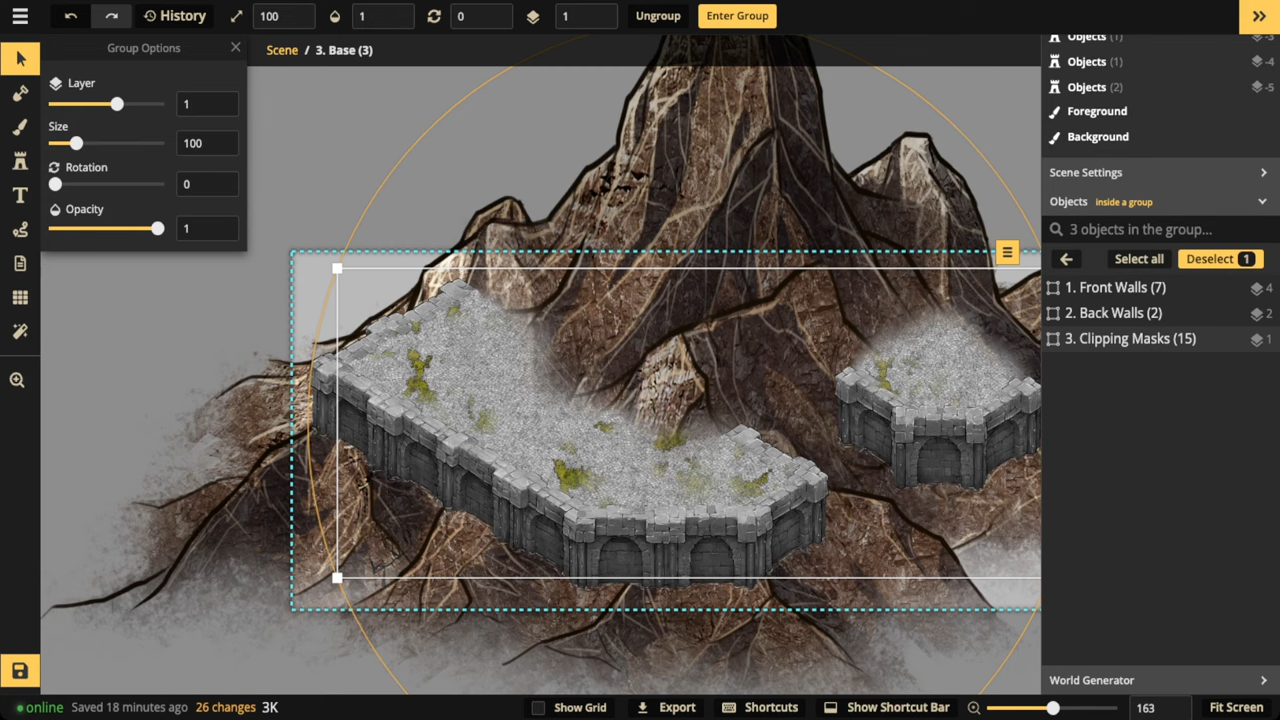 History 100 1 0 1 Ungroup Enter Group
Group Options
Layer
1
Size
100
Rotation
0
Opacity
1
Scene / 3. Base (3)
Objects (1) -3
Objects (1) -4
Objects (2) -5
Foreground
Background
Scene Settings
Objects inside a group
3 objects in the group...
Select all Deselect 1
1. Front Walls (7) 4
2. Back Walls (2) 2
3. Clipping Masks (15) 1
World Generator
online Saved 18 minutes ago 26 changes 3K Show Grid Export Shortcuts Show Shortcut Bar 163 Fit Screen